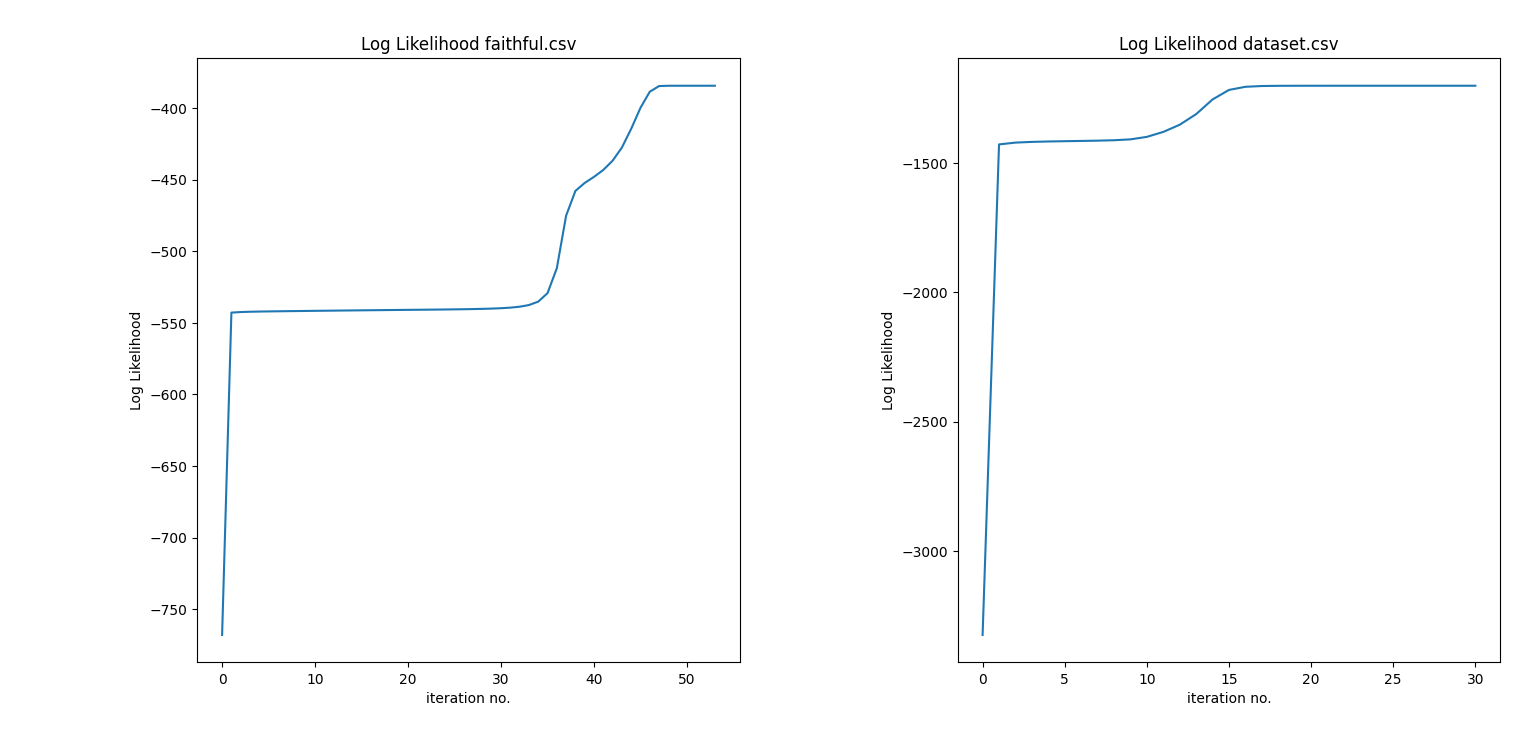 Log Likelihood faithful.csv
Log Likelihood
−400
−450
−500
−550
−600
−650
−700
−750
0 10 20 30 40 50
iteration no.
Log Likelihood dataset.csv
Log Likelihood
−1500
−2000
−2500
−3000
0 5 10 15 20 25 30
iteration no.